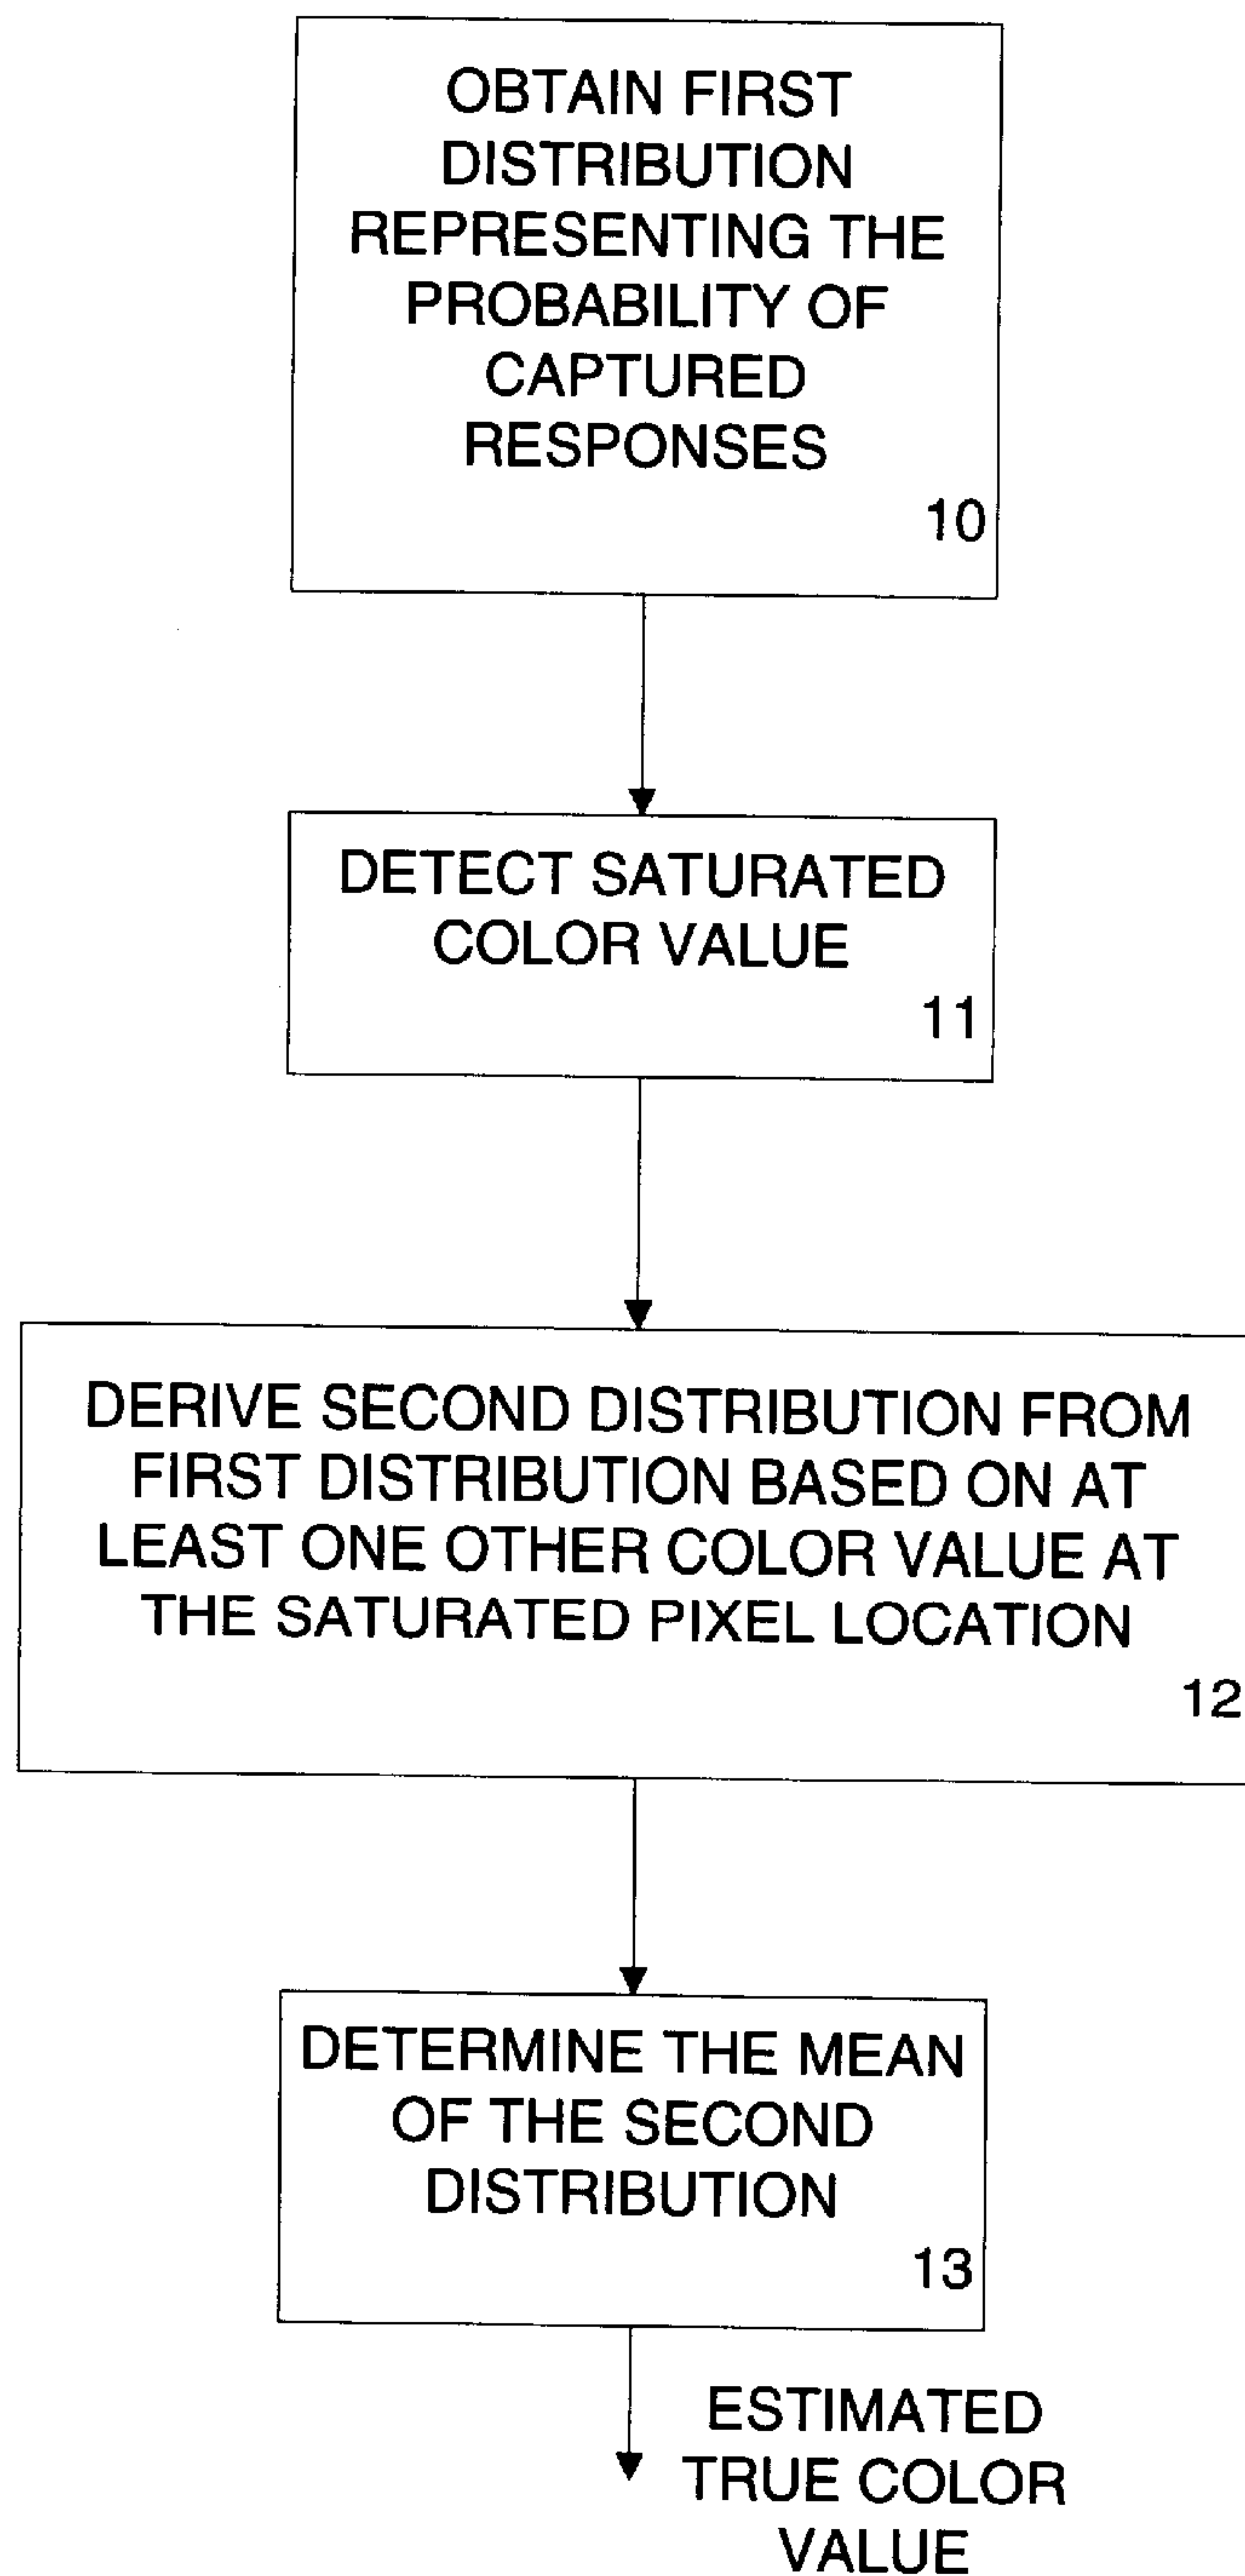 OBTAIN FIRST
DISTRIBUTION
REPRESENTING THE
PROBABILITY OF
CAPTURED
RESPONSES
10
DETECT SATURATED
COLOR VALUE
11
DERIVE SECOND DISTRIBUTION FROM
FIRST DISTRIBUTION BASED ON AT
LEAST ONE OTHER COLOR VALUE AT
THE SATURATED PIXEL LOCATION
12
DETERMINE THE MEAN
OF THE SECOND
DISTRIBUTION
13
ESTIMATED
TRUE COLOR
VALUE